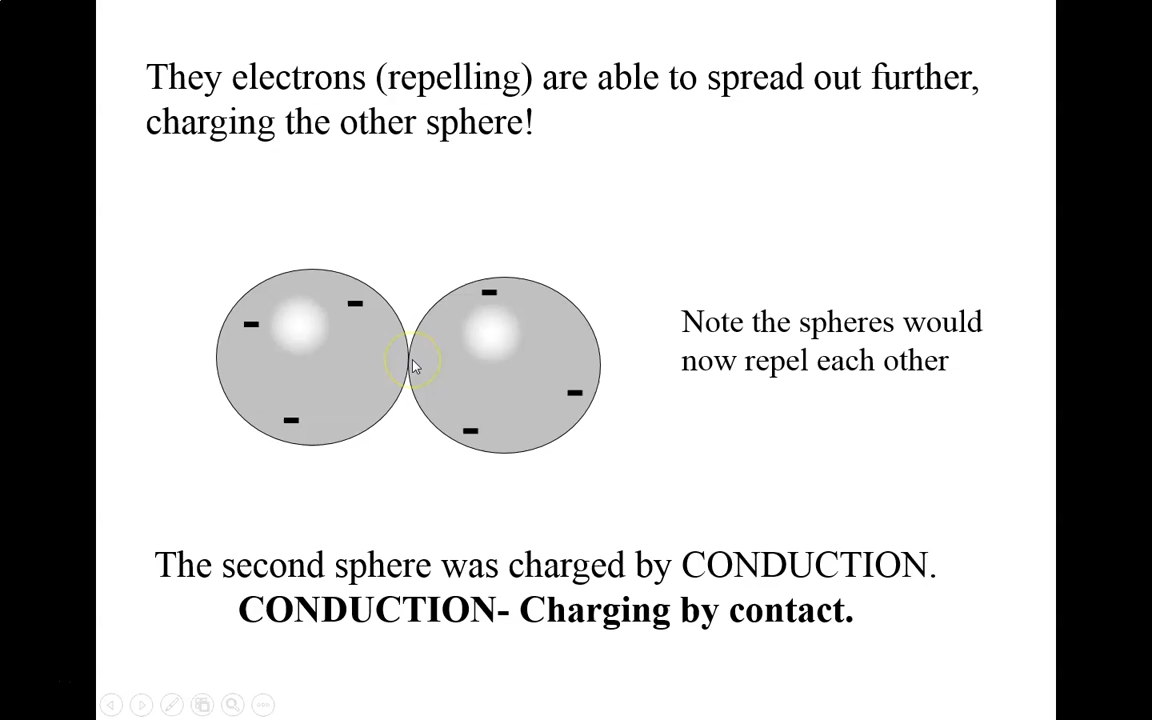 They electrons (repelling) are able to spread out further,
charging the other sphere!
- - -
- - -
Note the spheres would
now repel each other
The second sphere was charged by CONDUCTION.
CONDUCTION- Charging by contact.